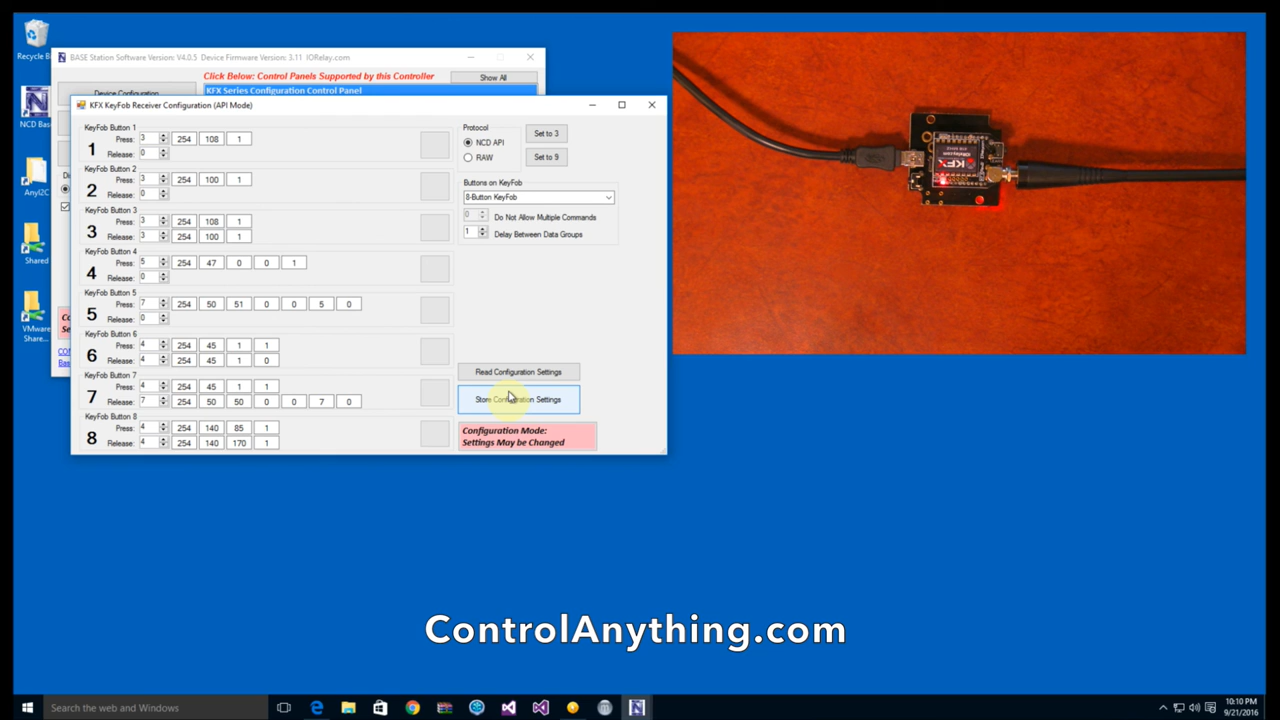 Recycle Bi
NCD Bas
AnyI2C
Shared
VMware
Share...
BASE Station Software Version: V4.0.5 Device Firmware Version: 3.11 IORelay.com
Click Below: Control Panels Supported by this Controller
Show All
Device Configuration
KFX Series Configuration Control Panel
KFX KeyFob Receiver Configuration (API Mode)
KeyFob Button 1
1 Press: 3 254 108 1
Release: 0
KeyFob Button 2
2 Press: 3 254 100 1
Release: 0
KeyFob Button 3
3 Press: 3 254 108 1
Release: 3 254 100 1
KeyFob Button 4
4 Press: 5 254 47 0 0 1
Release: 0
KeyFob Button 5
5 Press: 7 254 50 51 0 0 5 0
Release: 0
KeyFob Button 6
6 Press: 4 254 45 1 1
Release: 4 254 45 1 0
KeyFob Button 7
7 Press: 4 254 45 1 1
Release: 7 254 50 50 0 0 7 0
KeyFob Button 8
8 Press: 4 254 140 85 1
Release: 4 254 140 170 1
Protocol
NCD API
RAW
Set to 3
Set to 9
Buttons on KeyFob
8-Button KeyFob
0 Do Not Allow Multiple Commands
1 Delay Between Data Groups
Read Configuration Settings
Store Configuration Settings
Configuration Mode:
Settings May be Changed
KFX
ControlAnything.com
Search the web and Windows
10:10 PM
9/21/2016